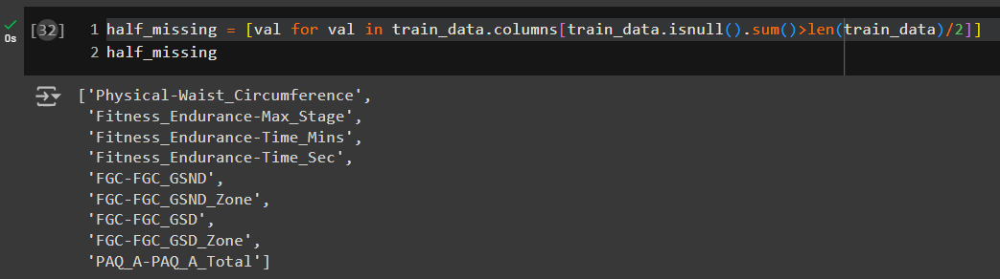 [32] 1 half_missing = [val for val in train_data.columns[train_data.isnull().sum()>len(train_data)/2]]
0s 2 half_missing
['Physical-Waist_Circumference',
'Fitness_Endurance-Max_Stage',
'Fitness_Endurance-Time_Mins',
'Fitness_Endurance-Time_Sec',
'FGC-FGC_GSND',
'FGC-FGC_GSND_Zone',
'FGC-FGC_GSD',
'FGC-FGC_GSD_Zone',
'PAQ_A-PAQ_A_Total']